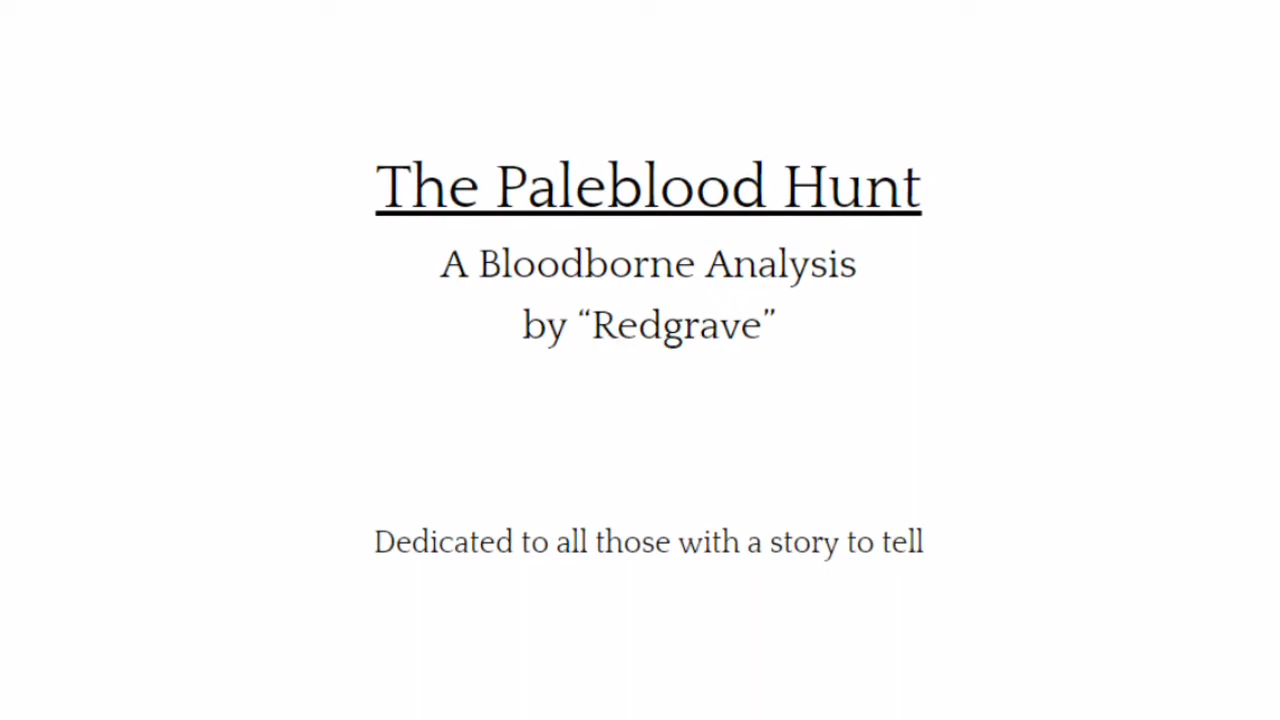 The Paleblood Hunt
A Bloodborne Analysis
by “Redgrave”
Dedicated to all those with a story to tell